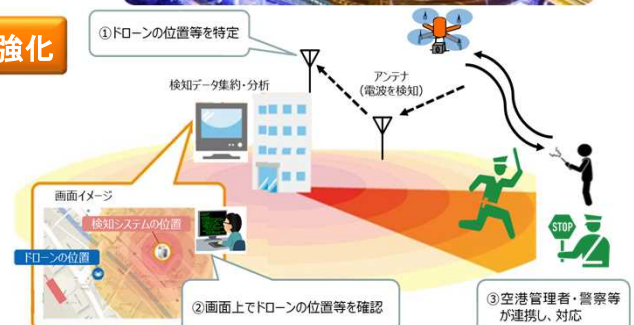 強化
①ドローンの位置等を特定
検知データ集約・分析
アンテナ
（電波を検知）
画面イメージ
検知システムの位置
ドローンの位置
STOP
②画面上でドローンの位置等を確認
③空港管理者・警察等
が連携し、対応